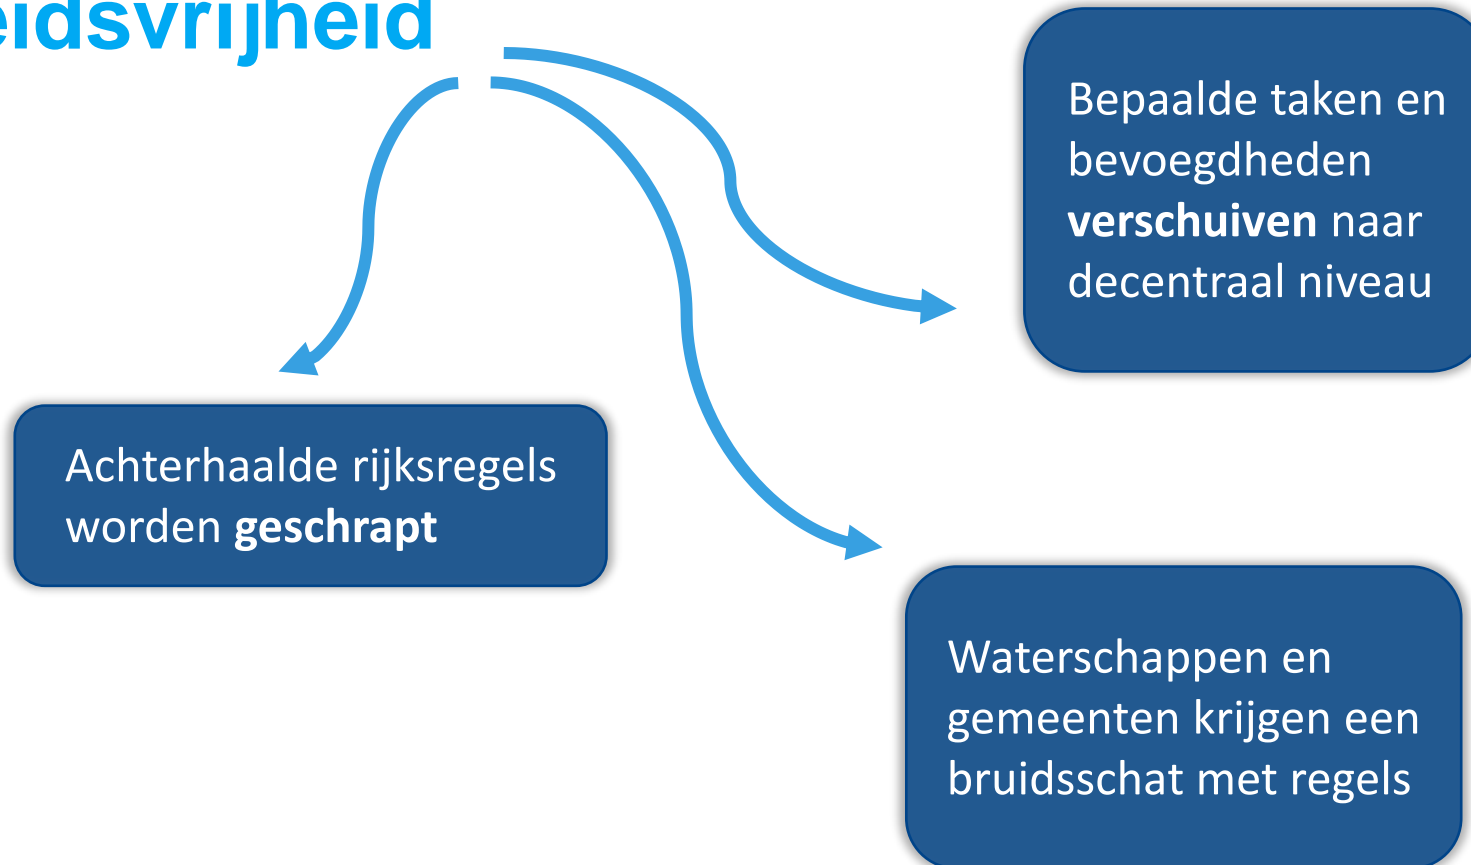 eidsvrijheid
Bepaalde taken en
bevoegdheden
verschuiven naar
decentraal niveau
Achterhaalde rijksregels
worden geschrapt
Waterschappen en
gemeenten krijgen een
bruidsschat met regels